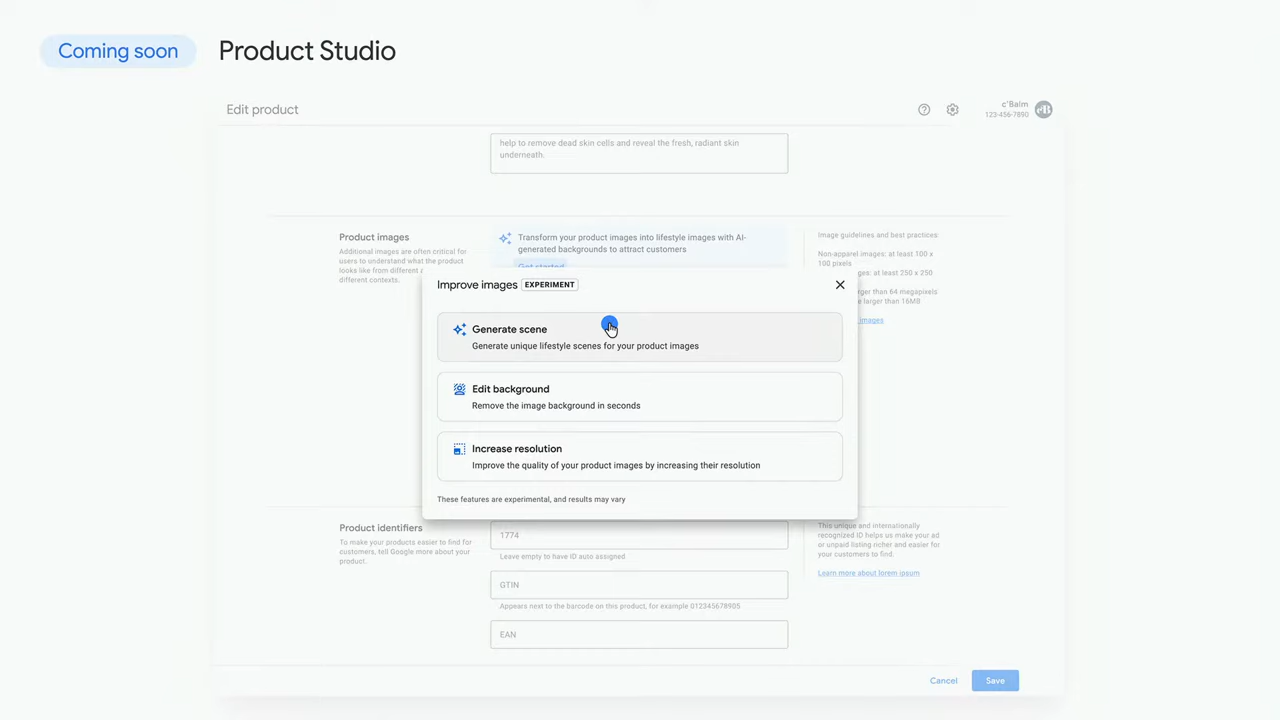 Coming soon
Product Studio
Edit product
c'Balm
123-456-7890
help to remove dead skin cells and reveal the fresh, radiant skin
underneath.
Product images
Additional images are often critical for
users to understand what the product
looks like from different
different contexts.
Transform your product images into lifestyle images with AI-
generated backgrounds to attract customers
Get started
Image guidelines and best practices:
Non-apparel images: at least 100 x
100 pixels
ges: at least 250 x 250
rger than 64 megapixels
e larger than 16MB
images
Improve images
EXPERIMENT
Generate scene
Generate unique lifestyle scenes for your product images
Edit background
Remove the image background in seconds
Increase resolution
Improve the quality of your product images by increasing their resolution
These features are experimental, and results may vary
Product identifiers
To make your products easier to find for
customers, tell Google more about your
product.
1774
Leave empty to have ID auto assigned
GTIN
Appears next to the barcode on this product, for example 012345678905
EAN
This unique and internationally
recognized ID helps us make your ad
or unpaid listing richer and easier for
your customers to find.
Learn more about lorem ipsum
Cancel
Save